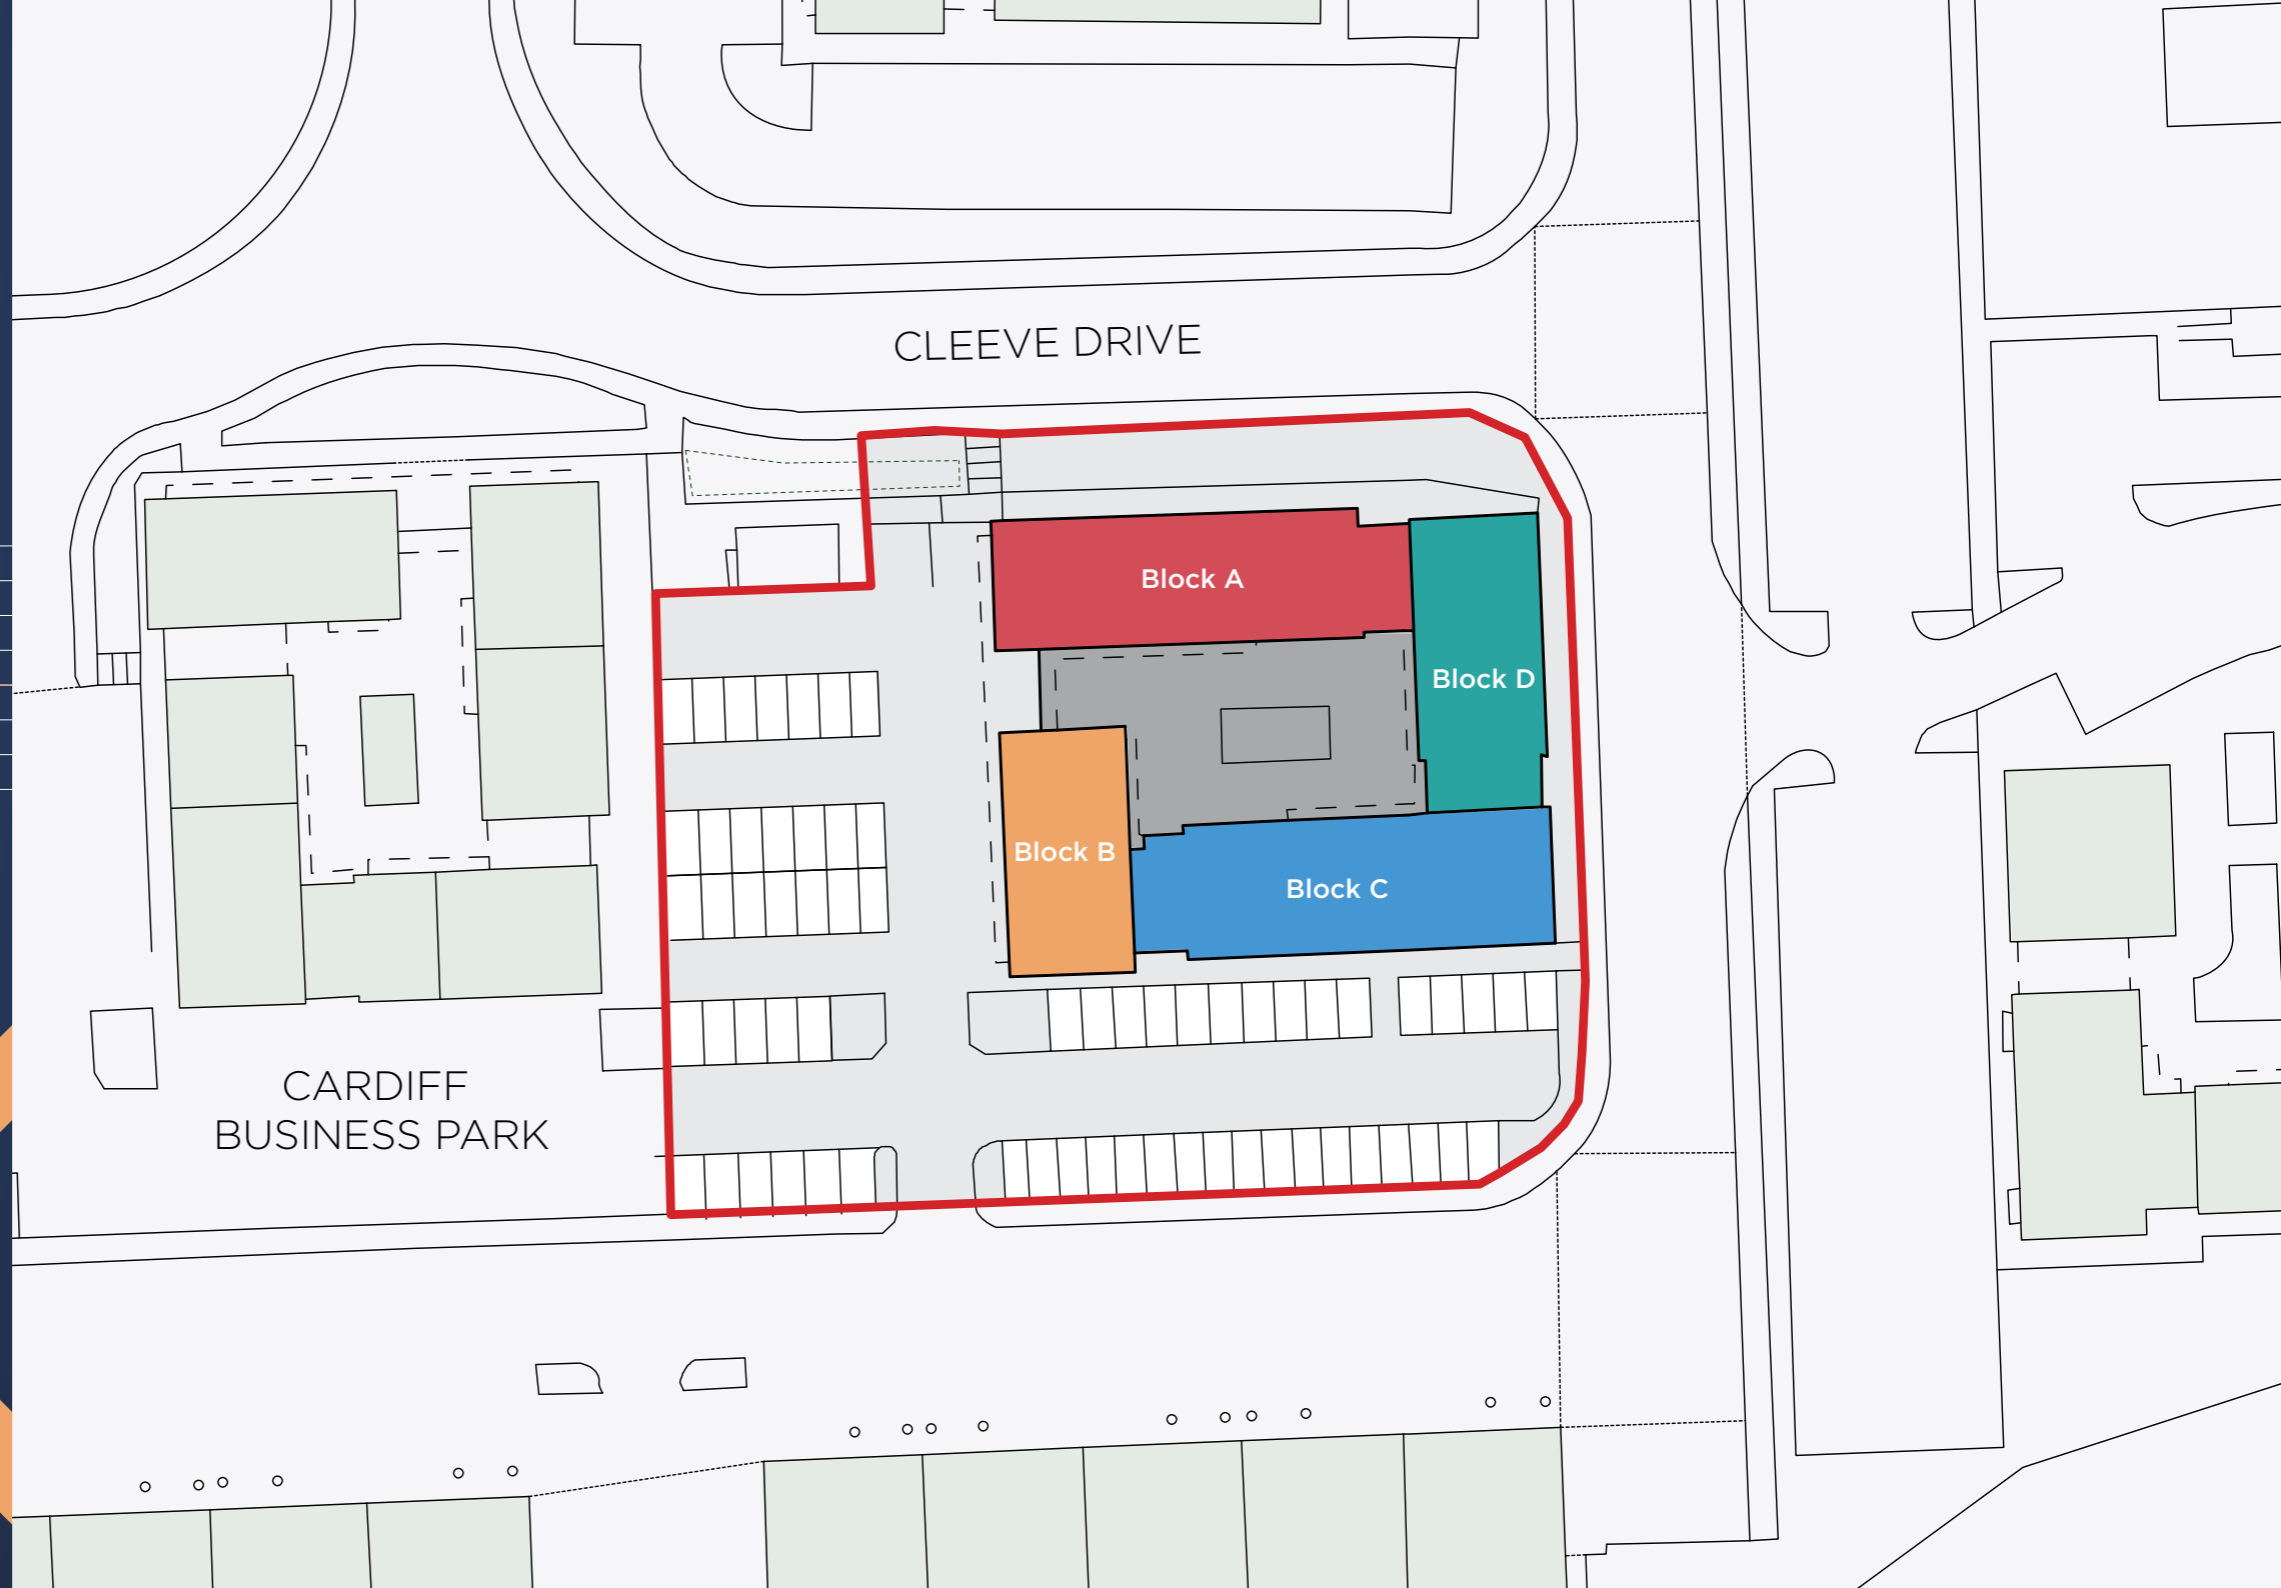 CLEEVE DRIVE
Block A
Block D
Block B
Block C
CARDIFF
BUSINESS PARK